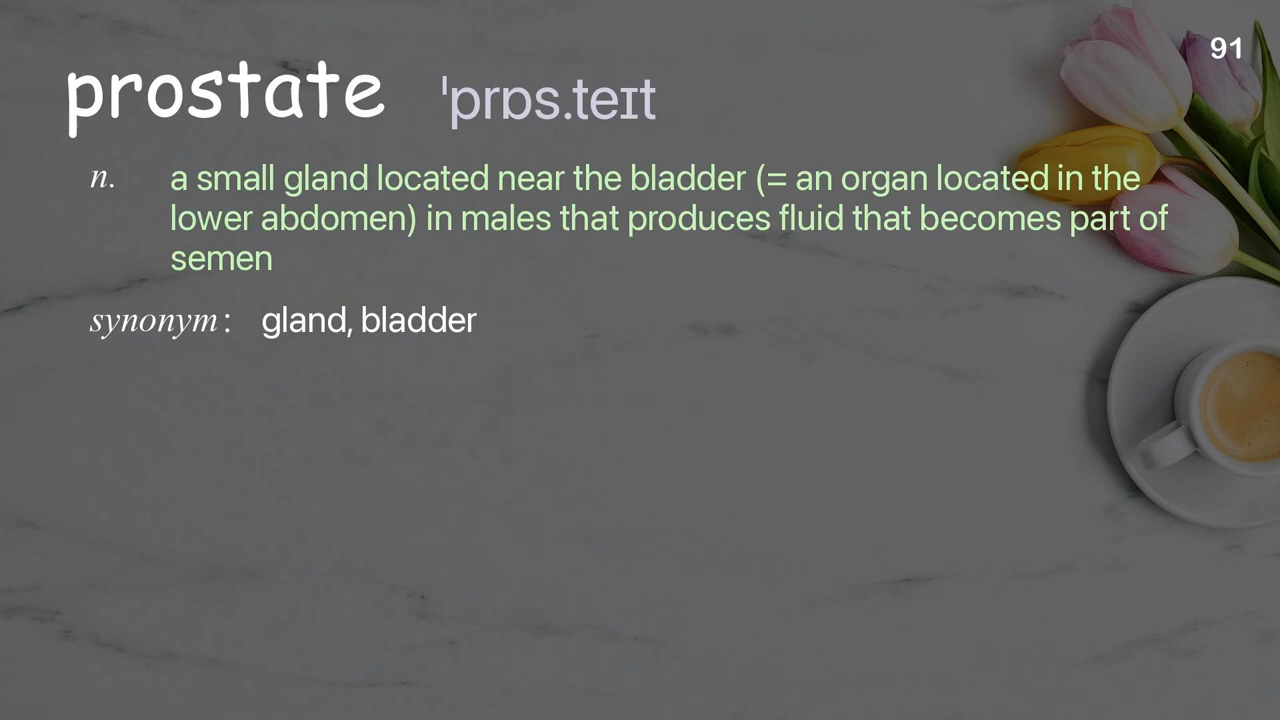 91
prostate ˈprɒs.teɪt
n. a small gland located near the bladder (= an organ located in the
lower abdomen) in males that produces fluid that becomes part of
semen
synonym: gland, bladder